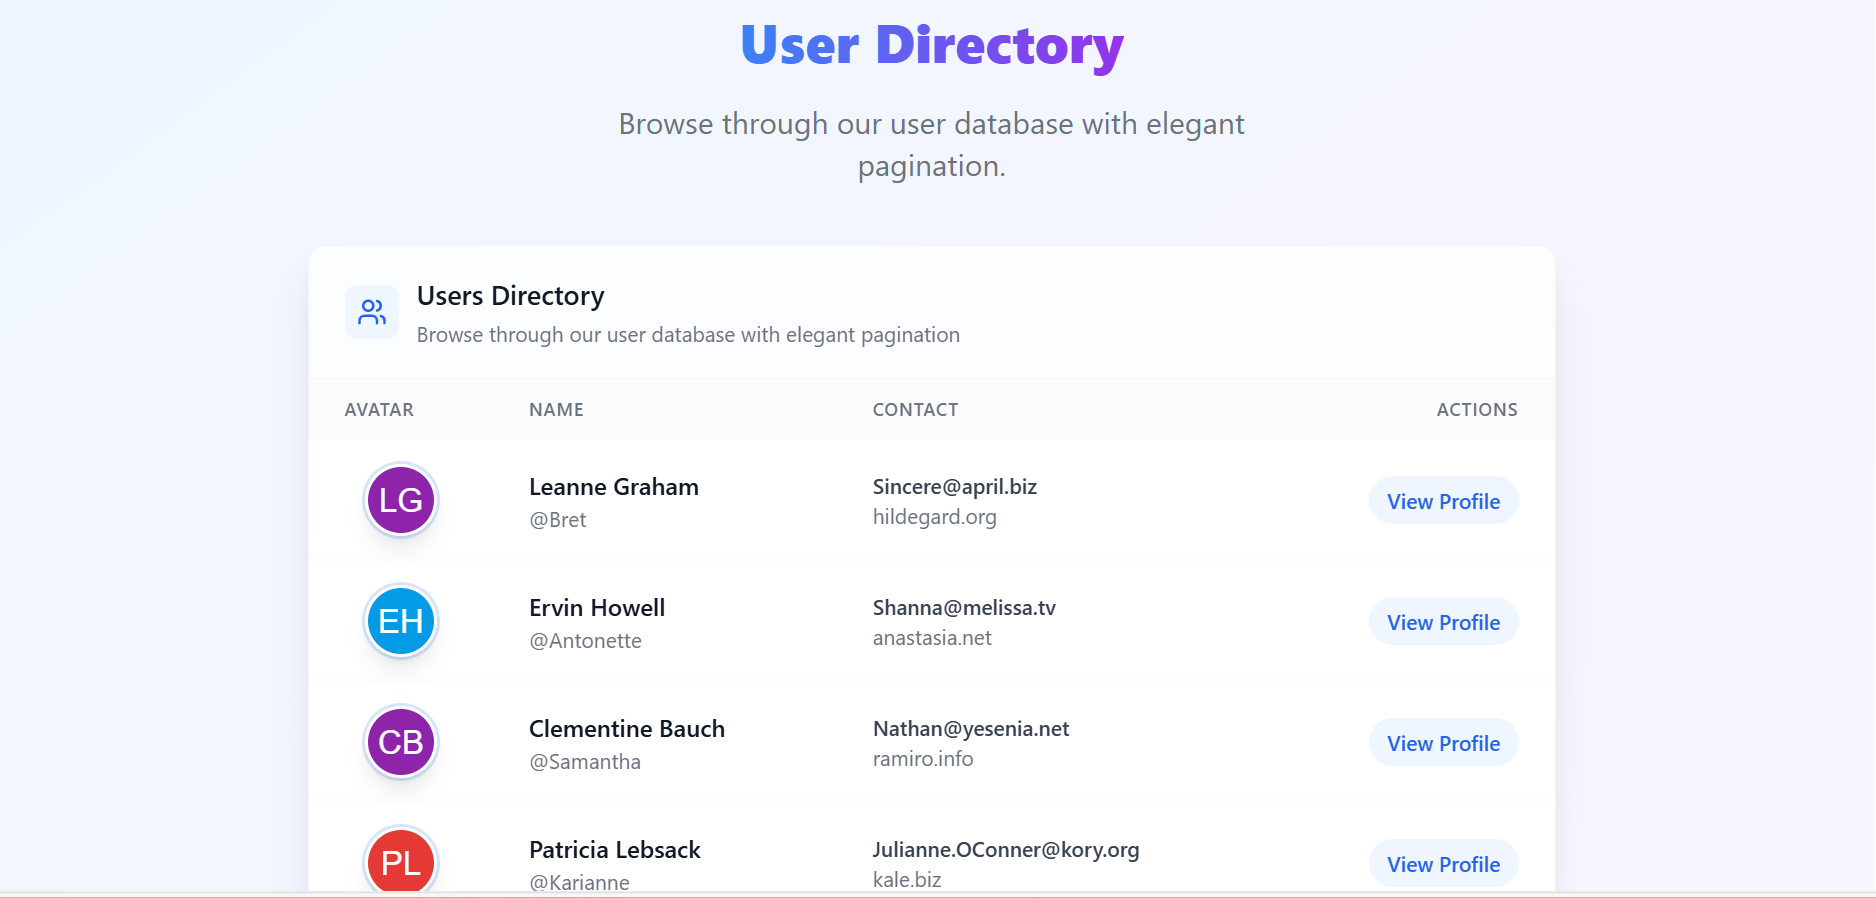 User Directory
Browse through our user database with elegant
pagination.
Users Directory
Browse through our user database with elegant pagination
AVATAR NAME CONTACT ACTIONS
LG Leanne Graham Sincere@april.biz View Profile
@Bret hildegard.org
EH Ervin Howell Shanna@melissa.tv View Profile
@Antonette anastasia.net
CB Clementine Bauch Nathan@yesenia.net View Profile
@Samantha ramiro.info
PL Patricia Lebsack Julianne.OConner@kory.org View Profile
@Karianne kale.biz